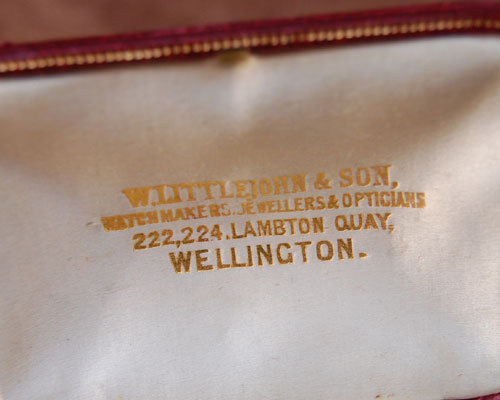 W. LITTLEJOHN & SON,
WATCHMAKERS, JEWELLERS & OPTICIANS
222,224, LAMBTON QUAY,
WELLINGTON.